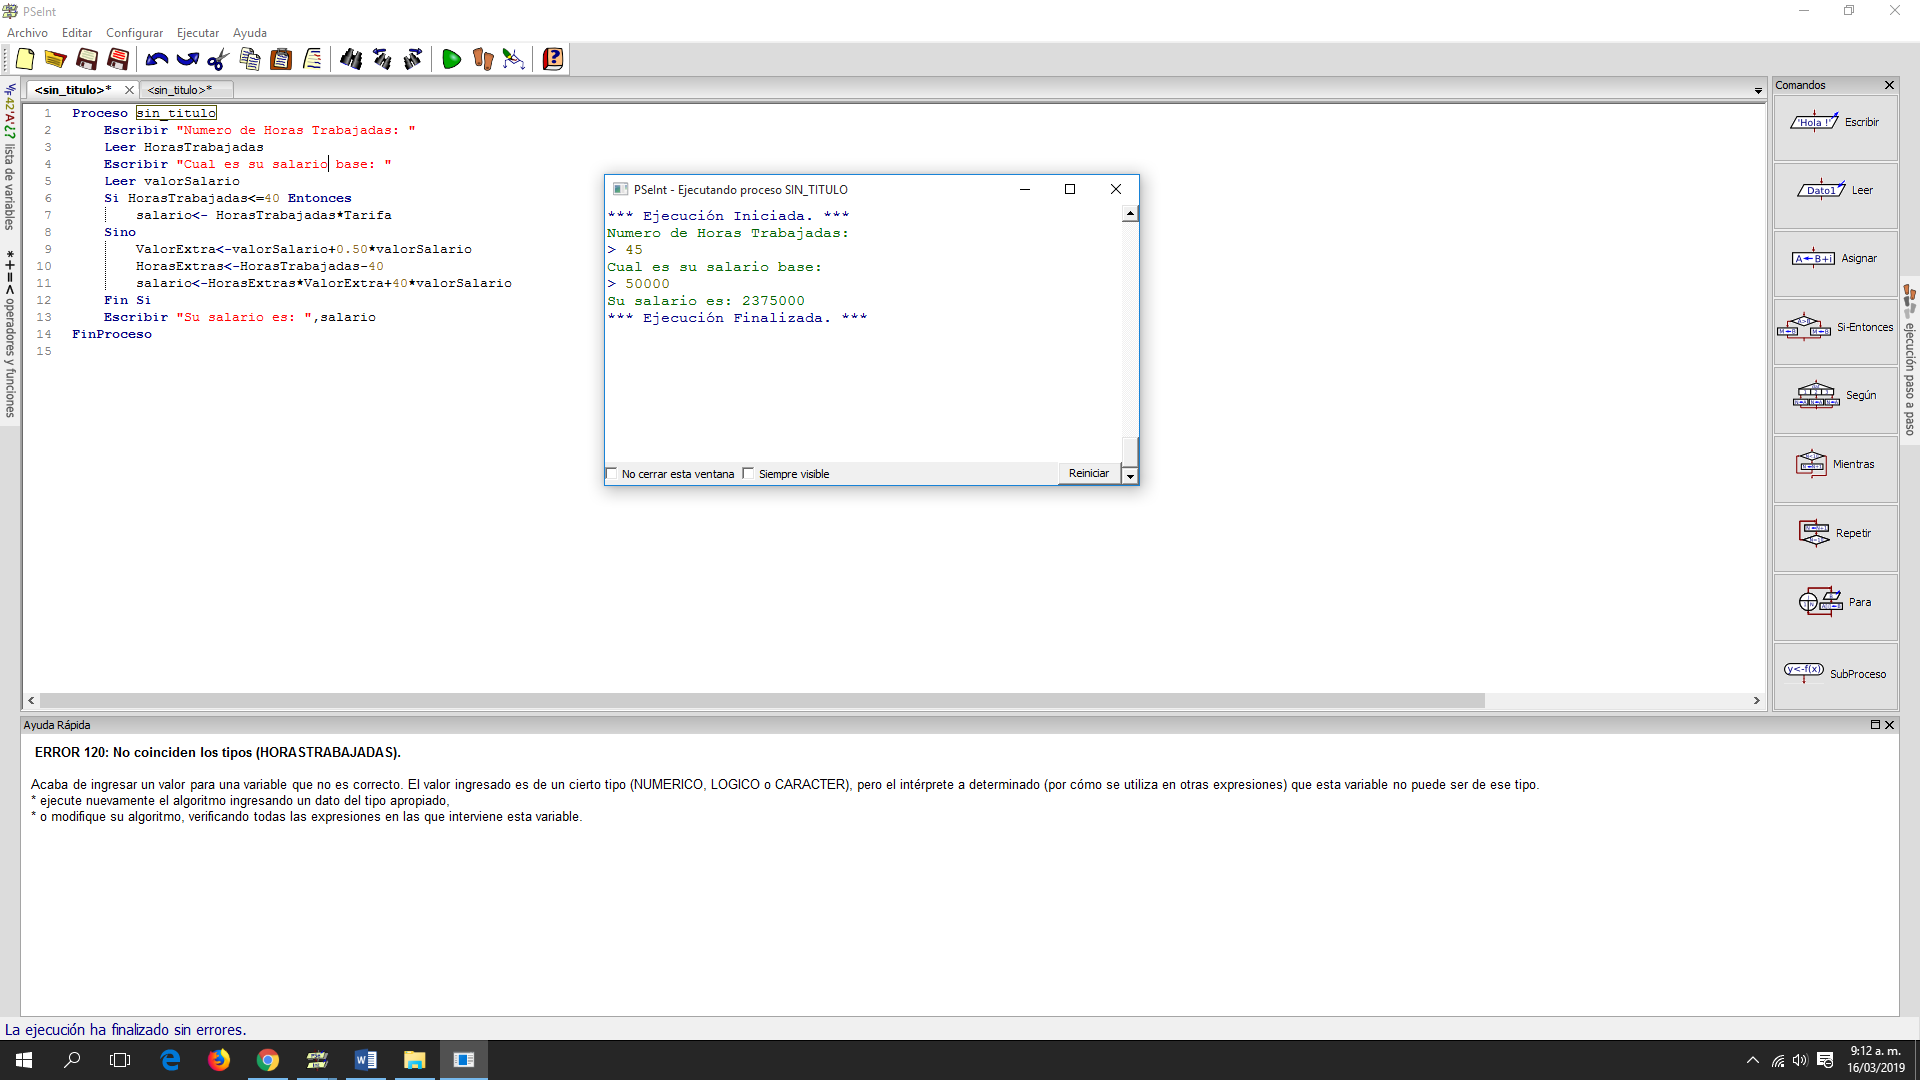 PSeInt
Archivo Editar Configurar Ejecutar Ayuda
<sin_titulo>* <sin_titulo>*
lista de variables
*+=< operadores y funciones
1 Proceso sin_titulo
2 Escribir "Numero de Horas Trabajadas: "
3 Leer HorasTrabajadas
4 Escribir "Cual es su salario base: "
5 Leer valorSalario
6 Si HorasTrabajadas<=40 Entonces
7 salario<- HorasTrabajadas*Tarifa
8 Sino
9 ValorExtra<-valorSalario+0.50*valorSalario
10 HorasExtras<-HorasTrabajadas-40
11 salario<-HorasExtras*ValorExtra+40*valorSalario
12 Fin Si
13 Escribir "Su salario es: ",salario
14 FinProceso
15
PSeInt - Ejecutando proceso SIN_TITULO
*** Ejecución Iniciada. ***
Numero de Horas Trabajadas:
> 45
Cual es su salario base:
> 50000
Su salario es: 2375000
*** Ejecución Finalizada. ***
No cerrar esta ventana Siempre visible Reiniciar
Comandos
'Hola !' Escribir
Dato1 Leer
A←B+i Asignar
Si-Entonces
Según
Mientras
Repetir
Para
y<-f(x) SubProceso
ejecución paso a paso
Ayuda Rápida
ERROR 120: No coinciden los tipos (HORASTRABAJADAS).
Acaba de ingresar un valor para una variable que no es correcto. El valor ingresado es de un cierto tipo (NUMERICO, LOGICO o CARACTER), pero el intérprete a determinado (por cómo se utiliza en otras expresiones) que esta variable no puede ser de ese tipo.
* ejecute nuevamente el algoritmo ingresando un dato del tipo apropiado,
* o modifique su algoritmo, verificando todas las expresiones en las que interviene esta variable.
La ejecución ha finalizado sin errores.
9:12 a. m.
16/03/2019